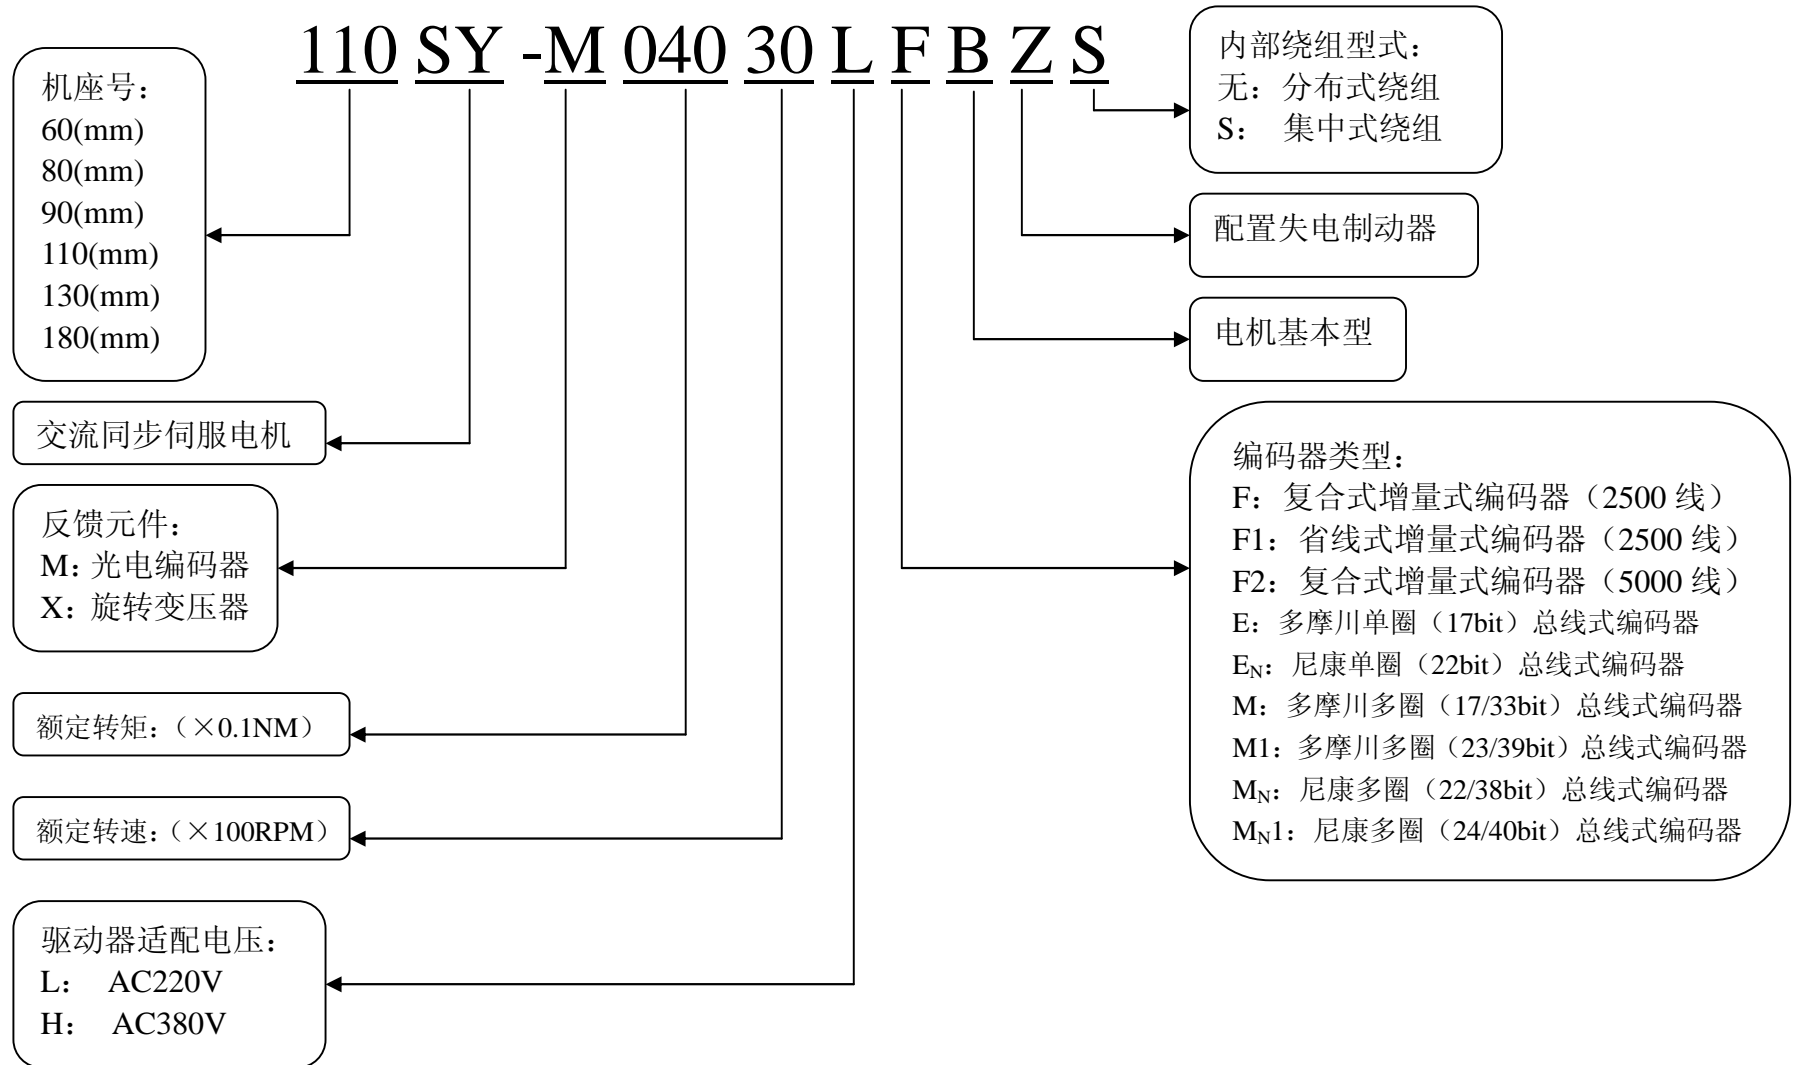 110 SY -M 040 30 L F B Z S
机座号：
60(mm)
80(mm)
90(mm)
110(mm)
130(mm)
180(mm)
交流同步伺服电机
反馈元件：
M：光电编码器
X：旋转变压器
额定转矩：（×0.1NM）
额定转速：（×100RPM）
驱动器适配电压：
L： AC220V
H： AC380V
内部绕组型式：
无：分布式绕组
S： 集中式绕组
配置失电制动器
电机基本型
编码器类型：
F：复合式增量式编码器（2500 线）
F1：省线式增量式编码器（2500 线）
F2：复合式增量式编码器（5000 线）
E：多摩川单圈（17bit）总线式编码器
EN：尼康单圈（22bit）总线式编码器
M：多摩川多圈（17/33bit）总线式编码器
M1：多摩川多圈（23/39bit）总线式编码器
MN：尼康多圈（22/38bit）总线式编码器
MN1：尼康多圈（24/40bit）总线式编码器